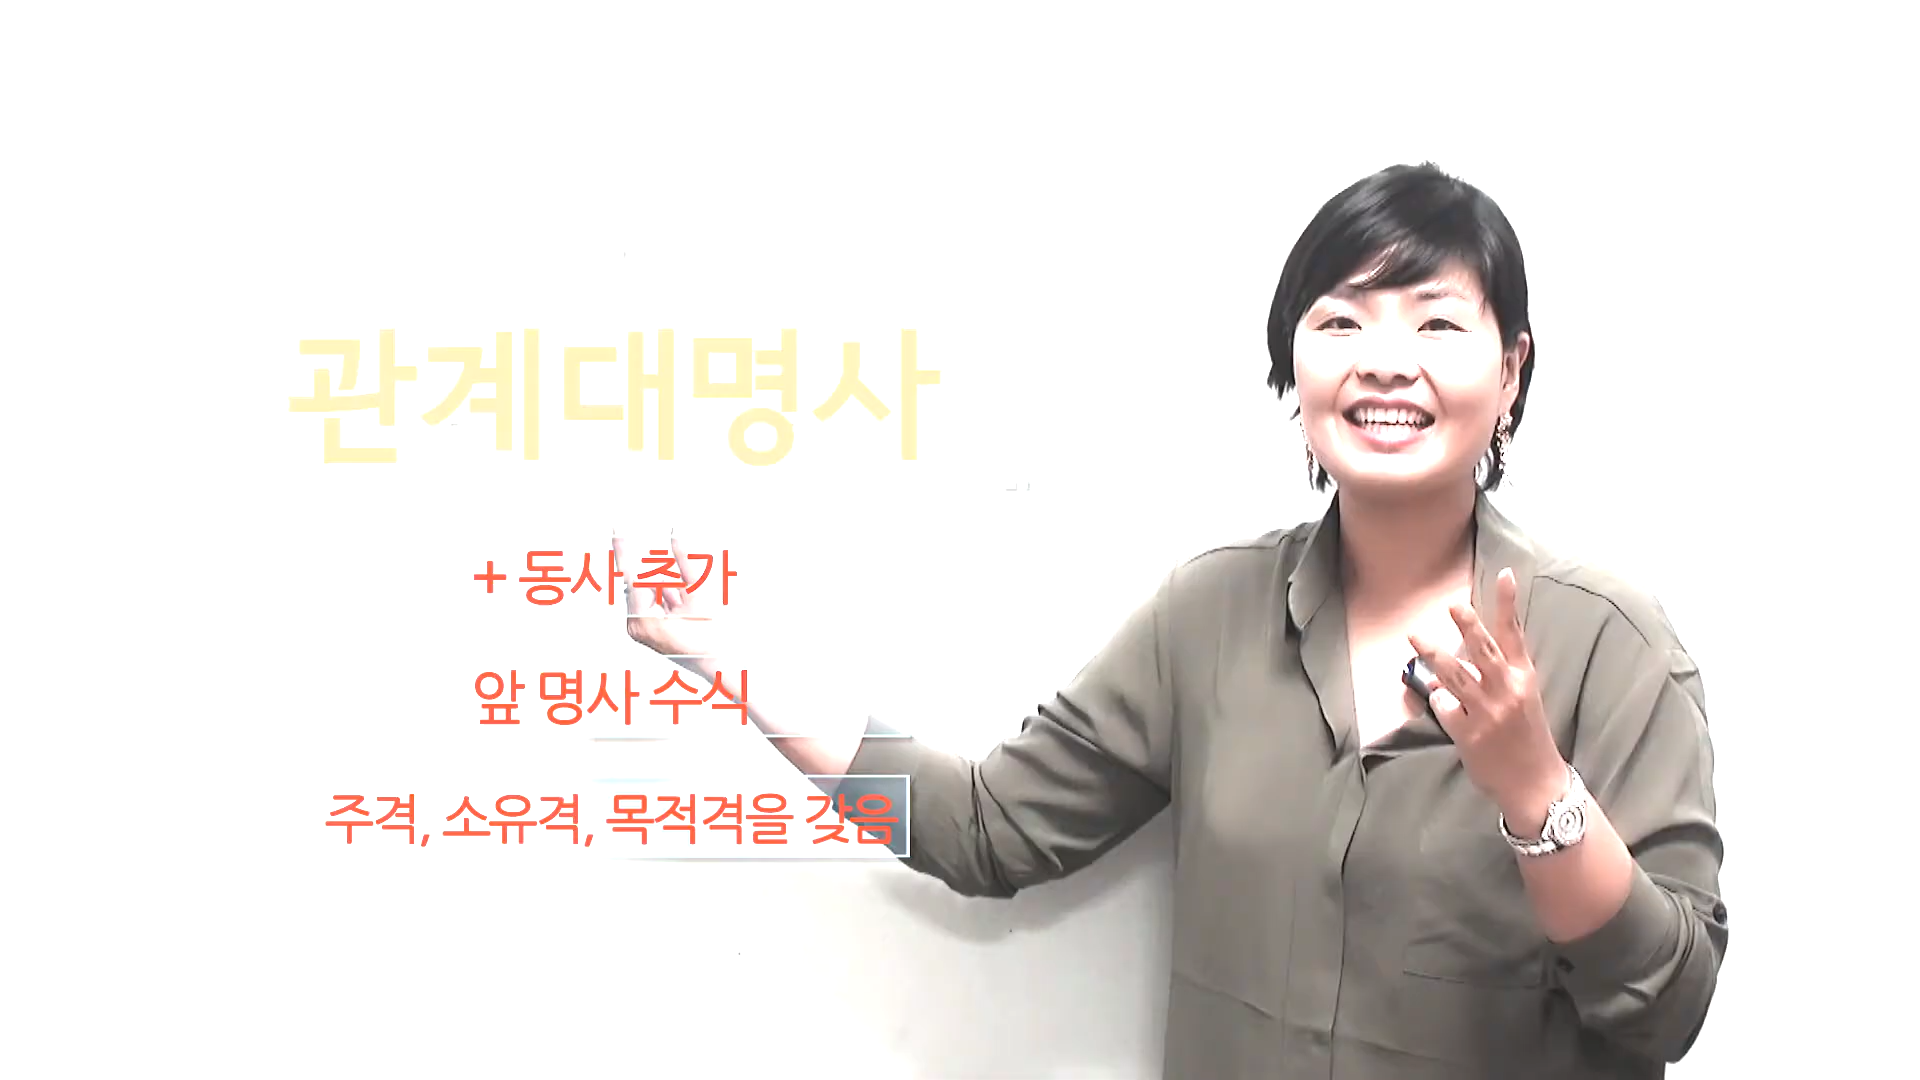 관계대명사
+ 동사 추가
앞 명사 수식
주격, 소유격, 목적격을 갖음